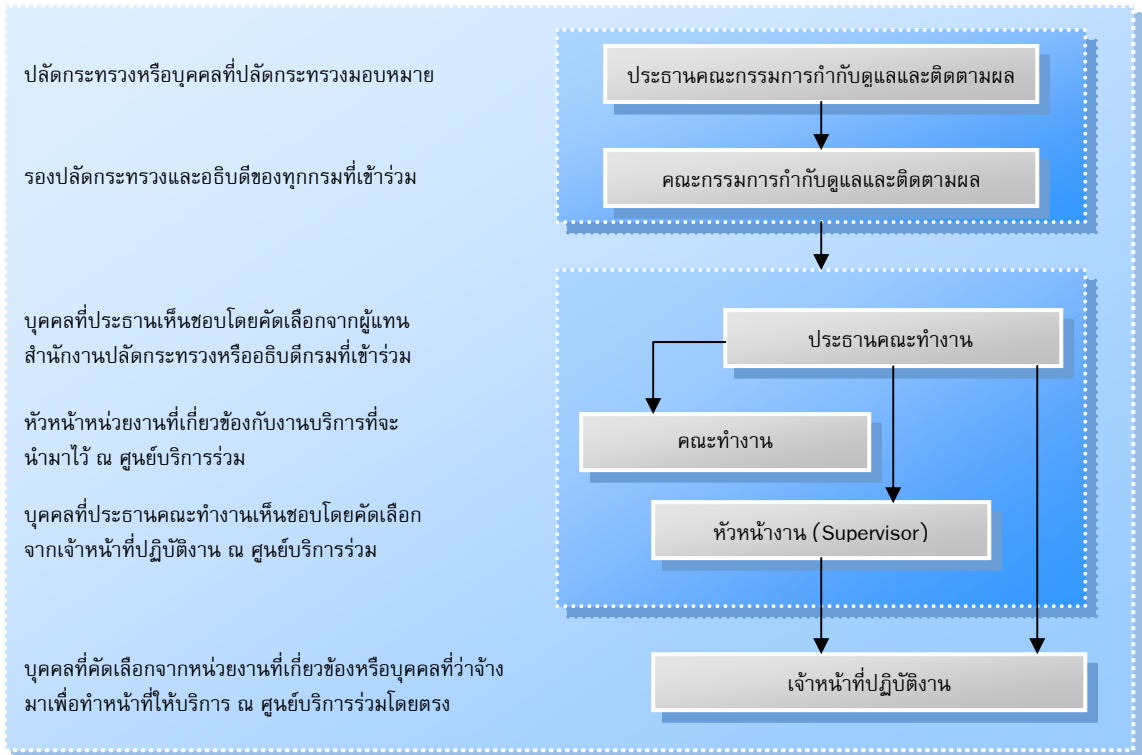 ปลัดกระทรวงหรือบุคคลที่ปลัดกระทรวงมอบหมาย
ประธานคณะกรรมการกำกับดูแลและติดตามผล
รองปลัดกระทรวงและอธิบดีของทุกกรมที่เข้าร่วม
คณะกรรมการกำกับดูแลและติดตามผล
บุคคลที่ประธานเห็นชอบโดยคัดเลือกจากผู้แทน
สำนักงานปลัดกระทรวงหรืออธิบดีกรมที่เข้าร่วม
ประธานคณะทำงาน
หัวหน้าหน่วยงานที่เกี่ยวข้องกับงานบริการที่จะ
นำมาไว้ ณ ศูนย์บริการร่วม
คณะทำงาน
บุคคลที่ประธานคณะทำงานเห็นชอบโดยคัดเลือก
จากเจ้าหน้าที่ปฏิบัติงาน ณ ศูนย์บริการร่วม
หัวหน้างาน (Supervisor)
บุคคลที่คัดเลือกจากหน่วยงานที่เกี่ยวข้องหรือบุคคลที่ว่าจ้าง
มาเพื่อทำหน้าที่ให้บริการ ณ ศูนย์บริการร่วมโดยตรง
เจ้าหน้าที่ปฏิบัติงาน